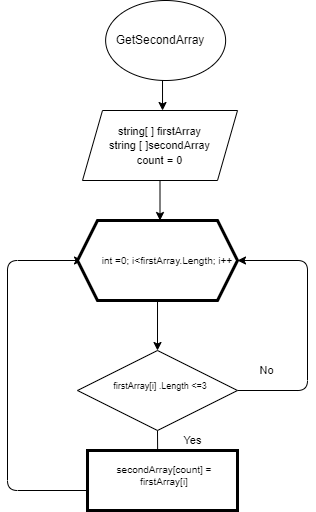 GetSecondArray
string[ ] firstArray
string [ ]secondArray
count = 0
int =0; i<firstArray.Length; i++
firstArray[i] .Length <=3
No
Yes
secondArray[count] =
firstArray[i]